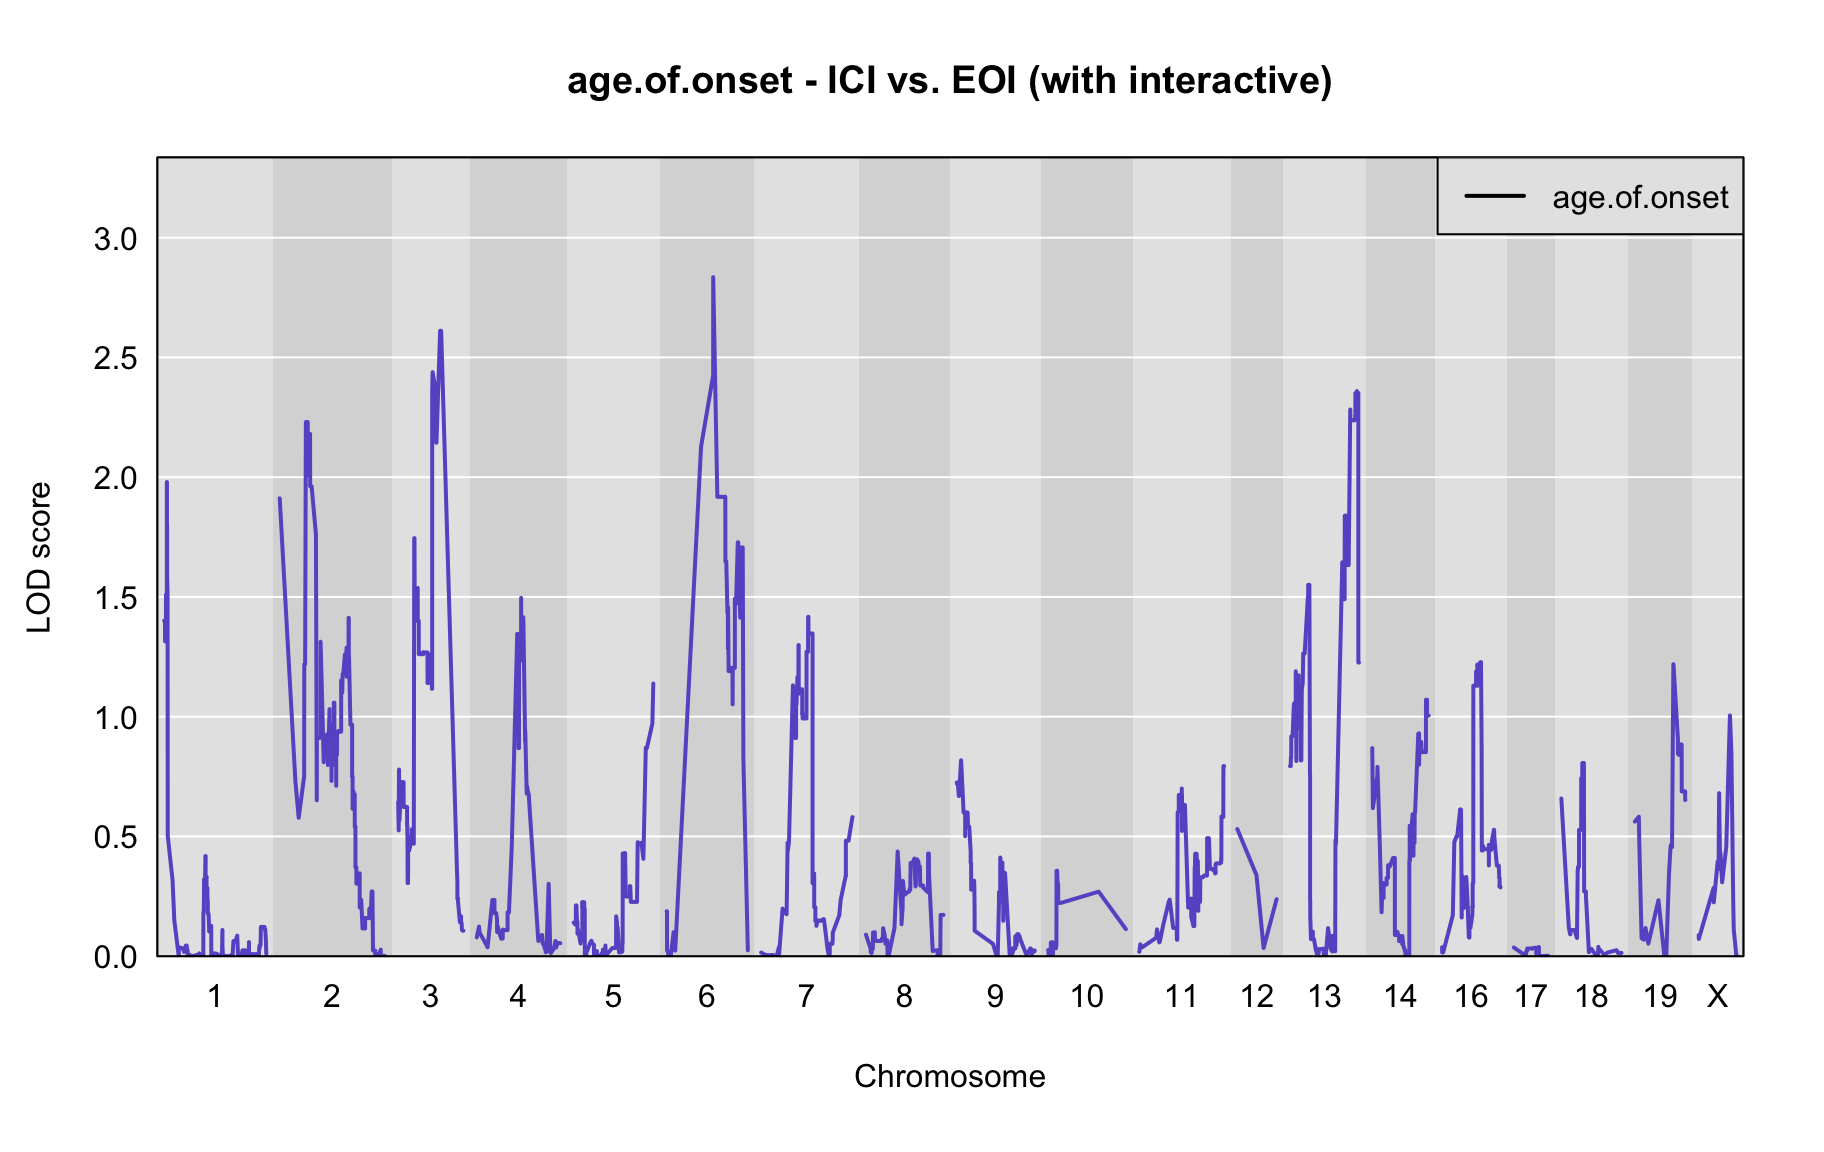 age.of.onset - ICI vs. EOI (with interactive)
age.of.onset
3.0
2.5
2.0
1.5
1.0
0.5
0.0
LOD score
1 2 3 4 5 6 7 8 9 10 11 12 13 14 16 17 18 19 X
Chromosome